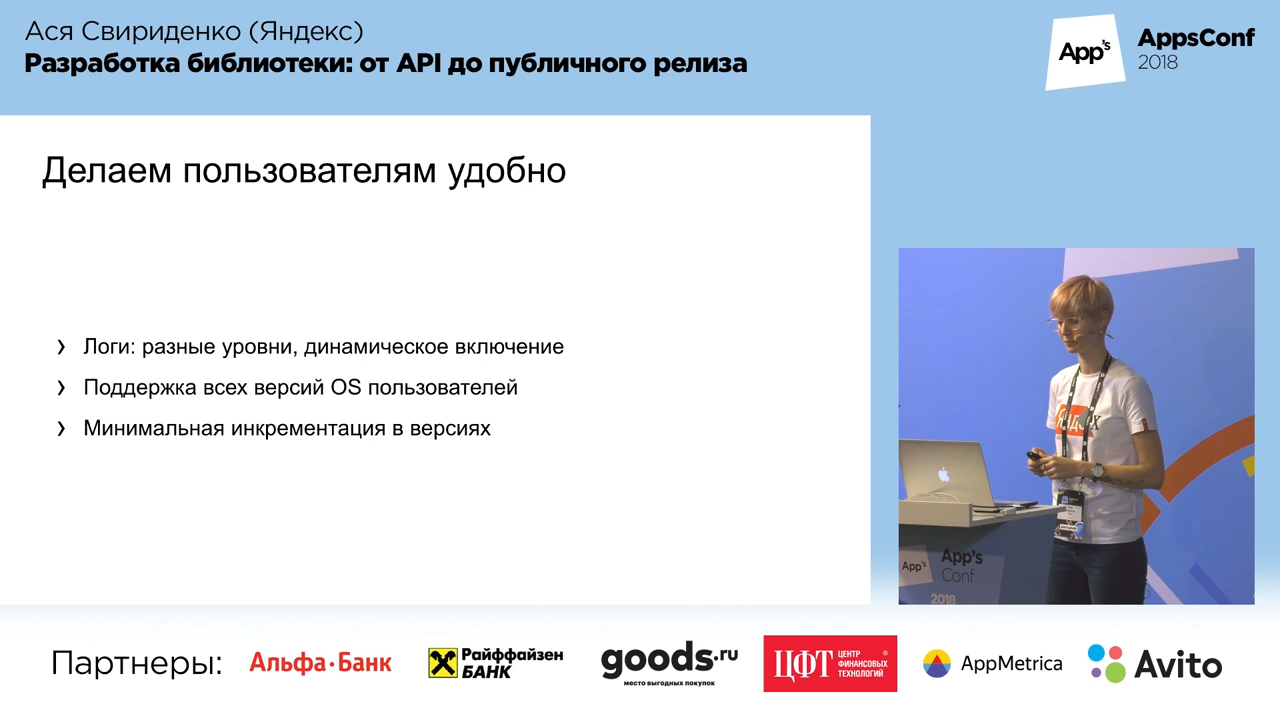 Ася Свириденко (Яндекс)
Разработка библиотеки: от API до публичного релиза
App's
AppsConf
2018
Делаем пользователям удобно
› Логи: разные уровни, динамическое включение
› Поддержка всех версий OS пользователей
› Минимальная инкрементация в версиях
Яндекс
App's
App's
Conf
2018
Партнеры:
Альфа·Банк
Райффайзен
БАНК
goods.ru
место выгодных покупок
ЦФТ
ЦЕНТР
ФИНАНСОВЫХ
ТЕХНОЛОГИЙ
®
AppMetrica
Avito